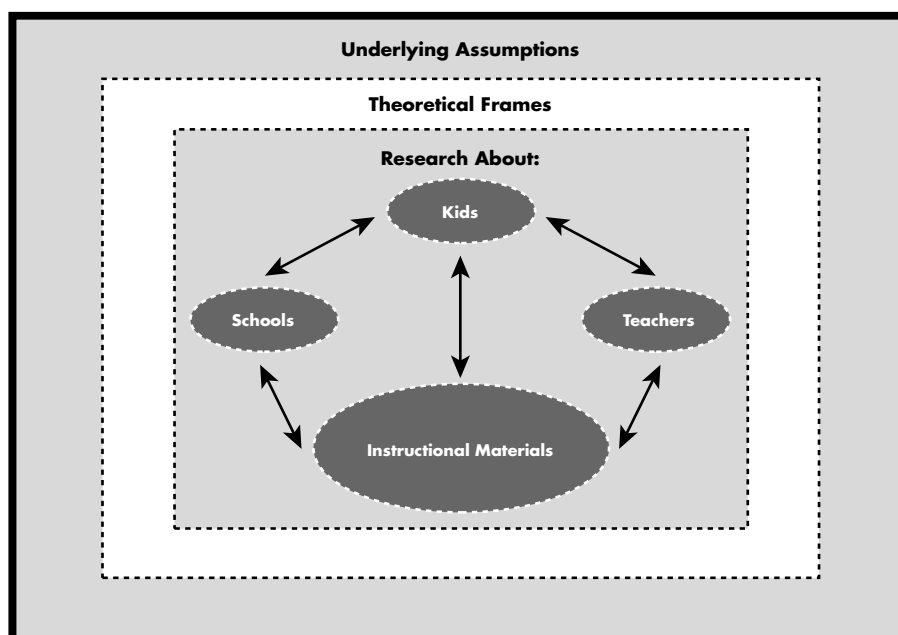 Underlying Assumptions
Theoretical Frames
Research About:
Kids
Schools
Teachers
Instructional Materials